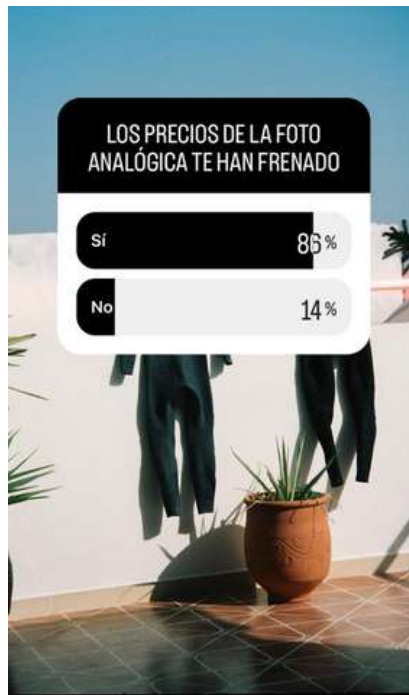 LOS PRECIOS DE LA FOTO
ANALÓGICA TE HAN FRENADO
Sí 86%
No 14%